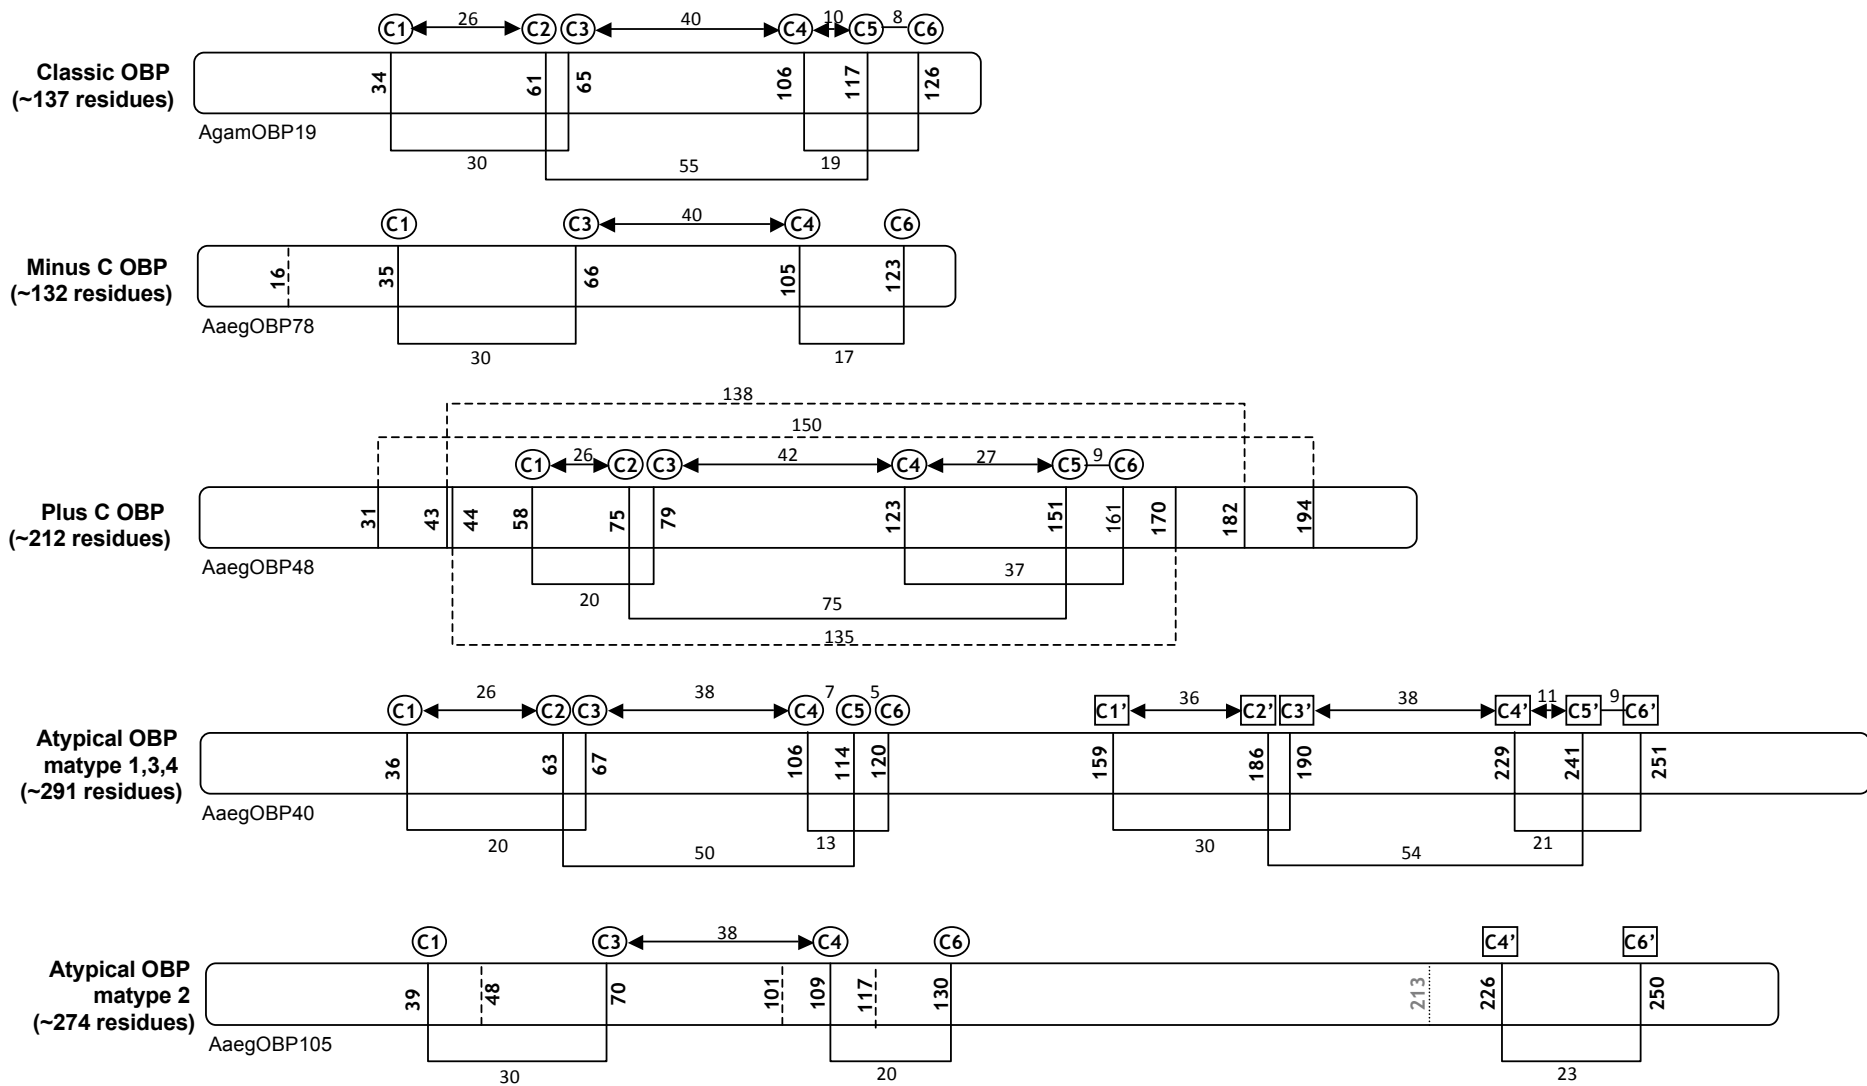 C1 26 C2 C3 40 C4 10 C5 8 C6
Classic OBP
(~137 residues)
34 61 65 106 117 126
AgamOBP19
30 55 19
C1 C3 40 C4 C6
Minus C OBP
(~132 residues)
16 35 66 105 123
AaegOBP78
30 17
138
150
C1 26 C2 C3 42 C4 27 C5 9 C6
Plus C OBP
(~212 residues)
31 43 44 58 75 79 123 151 161 170 182 194
AaegOBP48
20 37
75
135
C1 26 C2 C3 38 C4 7 C5 5 C6 C1' 36 C2' C3' 38 C4' 11 C5' 9 C6'
Atypical OBP
matype 1,3,4
(~291 residues)
36 63 67 106 114 120 159 186 190 229 241 251
AaegOBP40
20 50 13 30 54 21
C1 C3 38 C4 C6 C4' C6'
Atypical OBP
matype 2
(~274 residues)
39 48 70 101 109 117 130 213 226 250
AaegOBP105
30 20 23